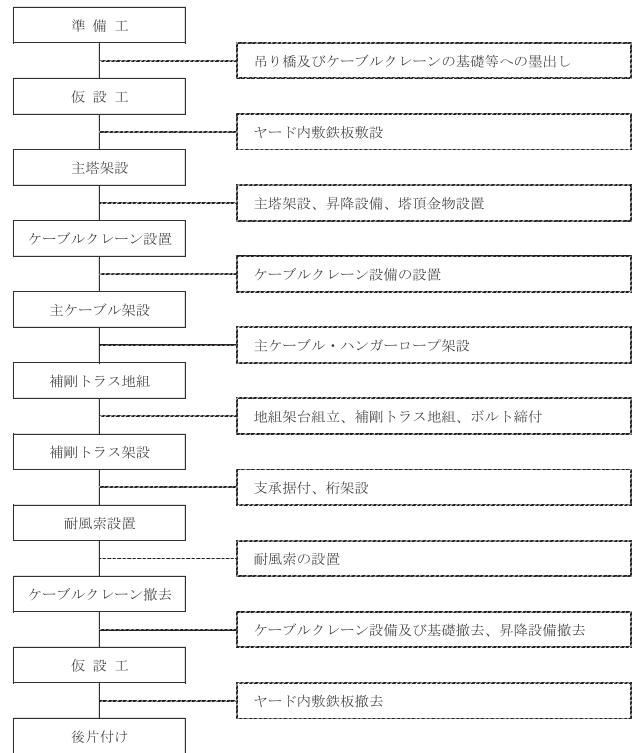 準 備 工
吊り橋及びケーブルクレーンの基礎等への墨出し
仮 設 工
ヤード内敷鉄板敷設
主塔架設
主塔架設、昇降設備、塔頂金物設置
ケーブルクレーン設置
ケーブルクレーン設備の設置
主ケーブル架設
主ケーブル・ハンガーロープ架設
補剛トラス地組
地組架台組立、補剛トラス地組、ボルト締付
補剛トラス架設
支承据付、桁架設
耐風索設置
耐風索の設置
ケーブルクレーン撤去
ケーブルクレーン設備及び基礎撤去、昇降設備撤去
仮 設 工
ヤード内敷鉄板撤去
後片付け